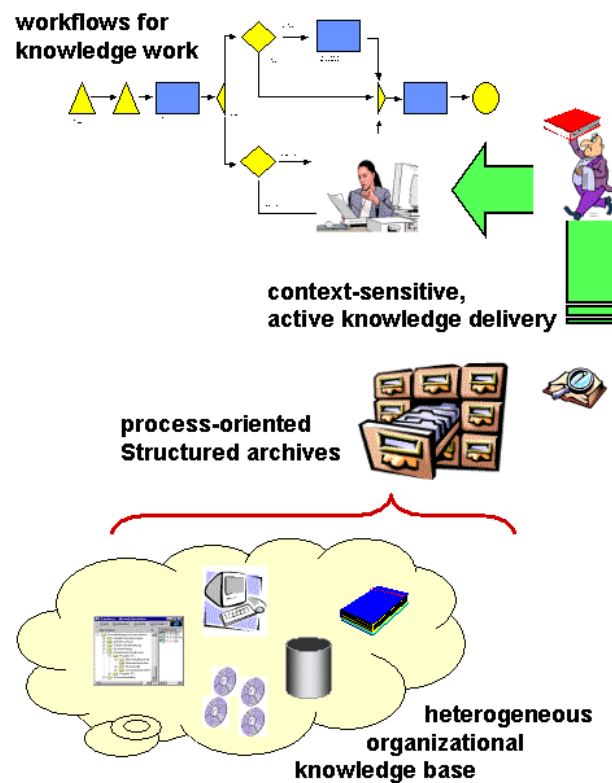 workflows for
knowledge work
context-sensitive,
active knowledge delivery
process-oriented
Structured archives
heterogeneous
organizational
knowledge base